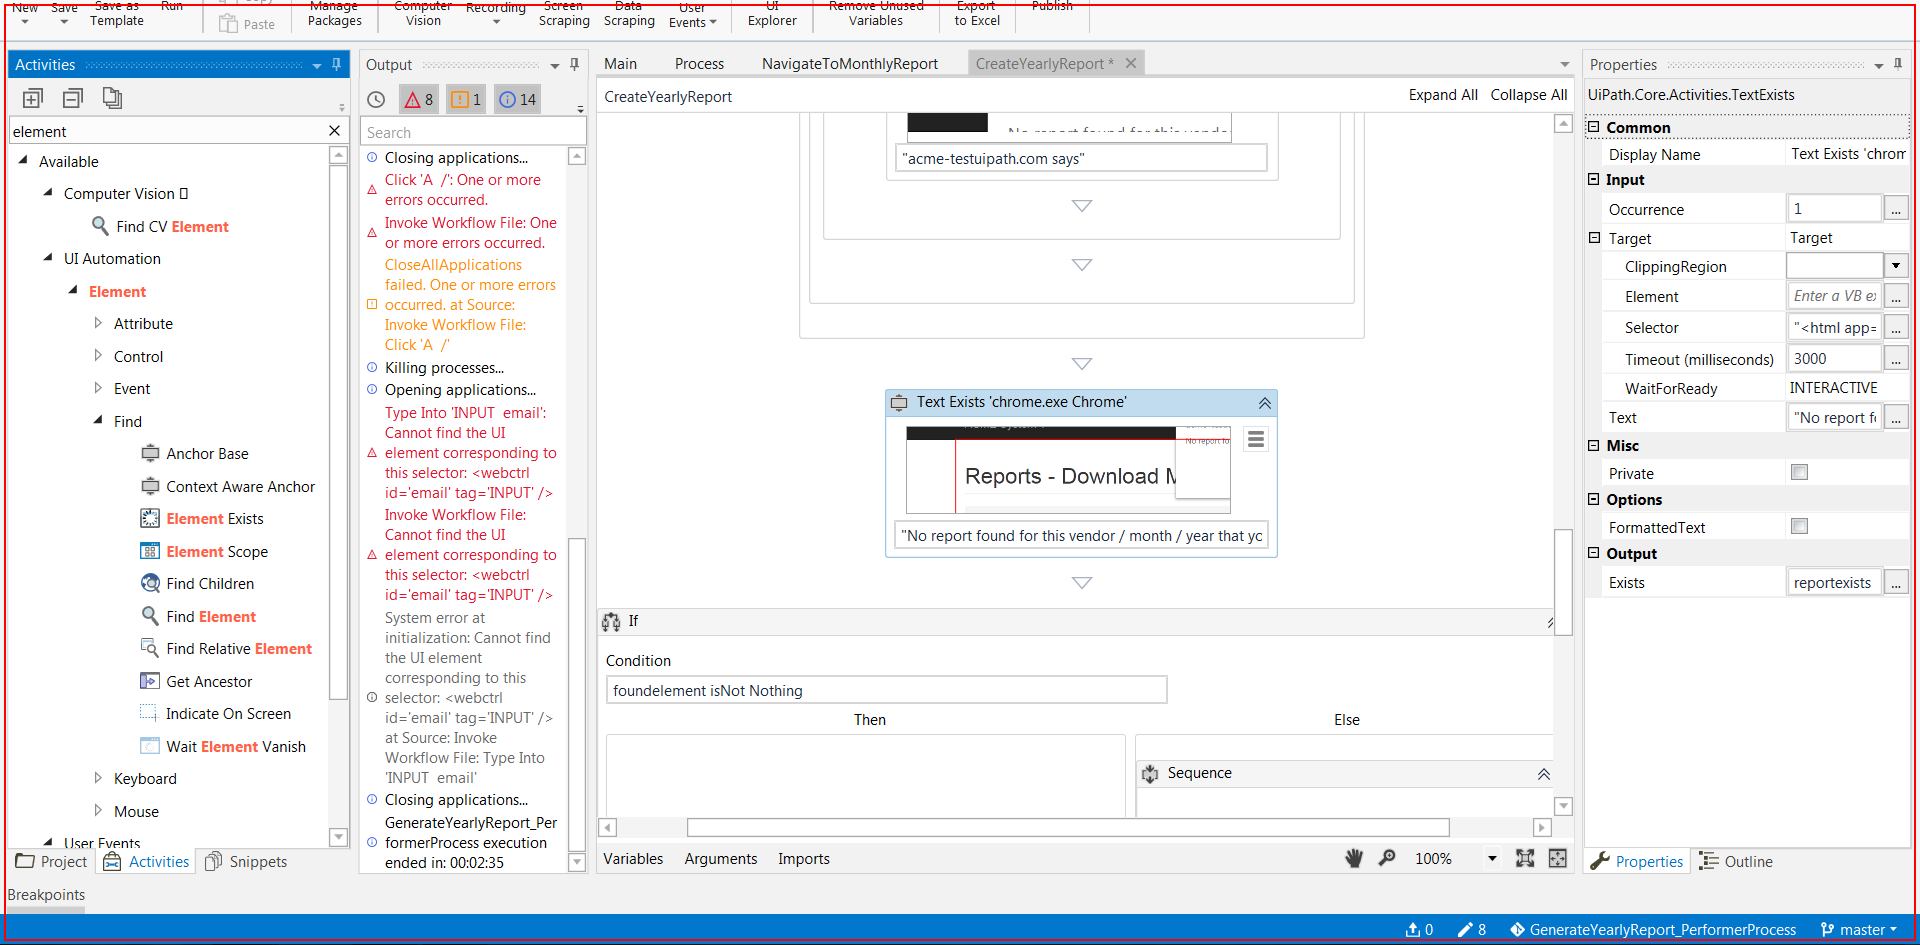 New
Save
Save as
Template
Run
Copy
Paste
Manage
Packages
Computer
Vision
Recording
Screen
Scraping
Data
Scraping
User
Events
UI
Explorer
Remove Unused
Variables
Export
to Excel
Publish
Activities
element
Available
Computer Vision
Find CV Element
UI Automation
Element
Attribute
Control
Event
Find
Anchor Base
Context Aware Anchor
Element Exists
Element Scope
Find Children
Find Element
Find Relative Element
Get Ancestor
Indicate On Screen
Wait Element Vanish
Keyboard
Mouse
User Events
Project
Activities
Snippets
Breakpoints
Output
8
1
14
Search
Closing applications...
Click 'A  /': One or more
errors occurred.
Invoke Workflow File: One
or more errors occurred.
CloseAllApplications
failed. One or more errors
occurred. at Source:
Invoke Workflow File:
Click 'A  /'
Killing processes...
Opening applications...
Type Into 'INPUT  email':
Cannot find the UI
element corresponding to
this selector: <webctrl
id='email' tag='INPUT' />
Invoke Workflow File:
Cannot find the UI
element corresponding to
this selector: <webctrl
id='email' tag='INPUT' />
System error at
initialization: Cannot find
the UI element
corresponding to this
selector: <webctrl
id='email' tag='INPUT' />
at Source: Invoke
Workflow File: Type Into
'INPUT  email'
Closing applications...
GenerateYearlyReport_Per
formerProcess execution
ended in: 00:02:35
Main
Process
NavigateToMonthlyReport
CreateYearlyReport *
CreateYearlyReport
Expand All
Collapse All
No report found for this vendor
"acme-testuipath.com says"
Text Exists 'chrome.exe Chrome'
No report fo
Reports - Download M
"No report found for this vendor / month / year that yc
If
Condition
foundelement isNot Nothing
Then
Else
Sequence
Variables
Arguments
Imports
100%
Properties
UiPath.Core.Activities.TextExists
Common
Display Name
Text Exists 'chrom
Input
Occurrence
1
...
Target
Target
ClippingRegion
Element
Enter a VB ex
...
Selector
"<html app=
...
Timeout (milliseconds)
3000
...
WaitForReady
INTERACTIVE
Text
"No report fo
...
Misc
Private
Options
FormattedText
Output
Exists
reportexists
...
Properties
Outline
0
8
GenerateYearlyReport_PerformerProcess
master